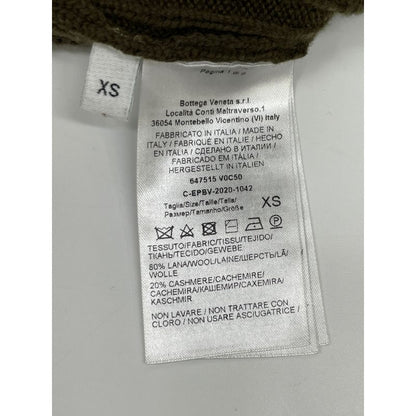 XS
Pagina 1 di 2
Bottega Veneta s.r.l.
Località Conti Maltraverso,1
36054 Montebello Vicentino (VI) Italy
FABBRICATO IN ITALIA / MADE IN
ITALY / FABRIQUÉ EN ITALIE / HECHO
EN ITALIA / СДЕЛАНО В ИТАЛИИ /
FABRICADO EM ITÁLIA /
HERGESTELLT IN ITALIEN
647515 V0C50
C-EPBV-2020-1042
Taglia/Size/Taille/Talla/
Размер/Tamanho/Größe
XS
TESSUTO/FABRIC/TISSU/TEJIDO/
ТКАНЬ/TECIDO/GEWEBE
80% LANA/WOOL/LAINE/ШЕРСТЬ/LÃ/
WOLLE
20% CASHMERE/CACHEMIRE/
CACHEMIRA/КАШЕМИР/CAXEMIRA/
KASCHMIR
NON LAVARE / NON TRATTARE CON
CLORO / NON USARE ASCIUGATRICE /